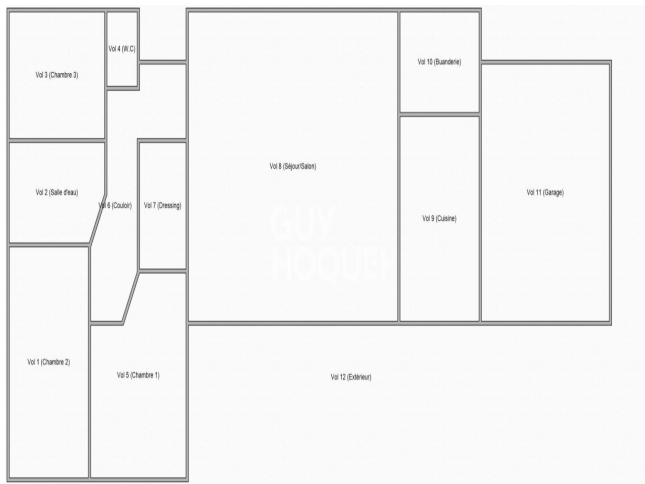 Vol 4 (W.C)
Vol 3 (Chambre 3)
Vol 10 (Buanderie)
Vol 8 (Séjour/Salon)
Vol 2 (Salle d'eau)
Vol 11 (Garage)
Vol 6 (Couloir)
Vol 7 (Dressing)
Vol 9 (Cuisine)
GUY
HOQUET
Vol 1 (Chambre 2)
Vol 5 (Chambre 1)
Vol 12 (Extérieur)